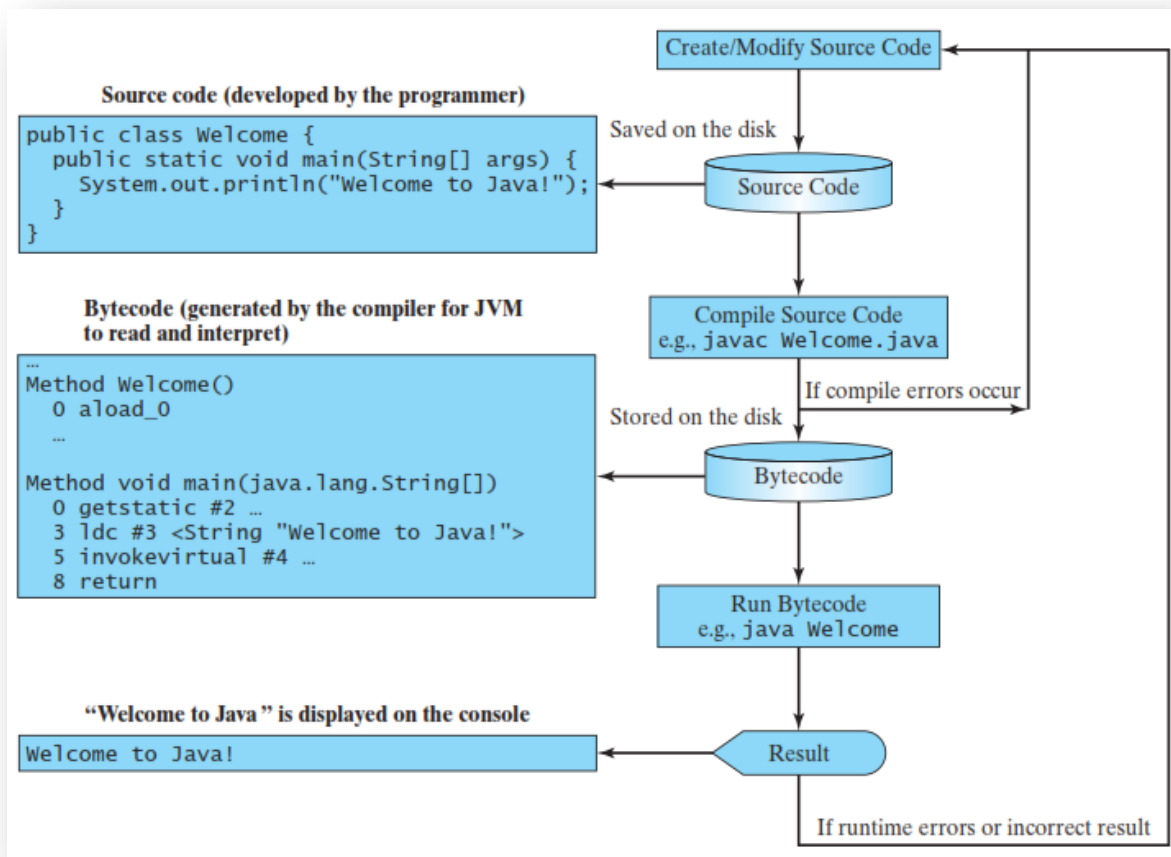 Create/Modify Source Code
Source code (developed by the programmer)
public class Welcome {
  public static void main(String[] args) {
    System.out.println("Welcome to Java!");
  }
}
Saved on the disk
Source Code
Compile Source Code
e.g., javac Welcome.java
If compile errors occur
Stored on the disk
Bytecode (generated by the compiler for JVM
to read and interpret)
…
Method Welcome()
  0 aload_0
  …
Method void main(java.lang.String[])
  0 getstatic #2 …
  3 ldc #3 <String "Welcome to Java!">
  5 invokevirtual #4 …
  8 return
Bytecode
Run Bytecode
e.g., java Welcome
“Welcome to Java” is displayed on the console
Welcome to Java!
Result
If runtime errors or incorrect result